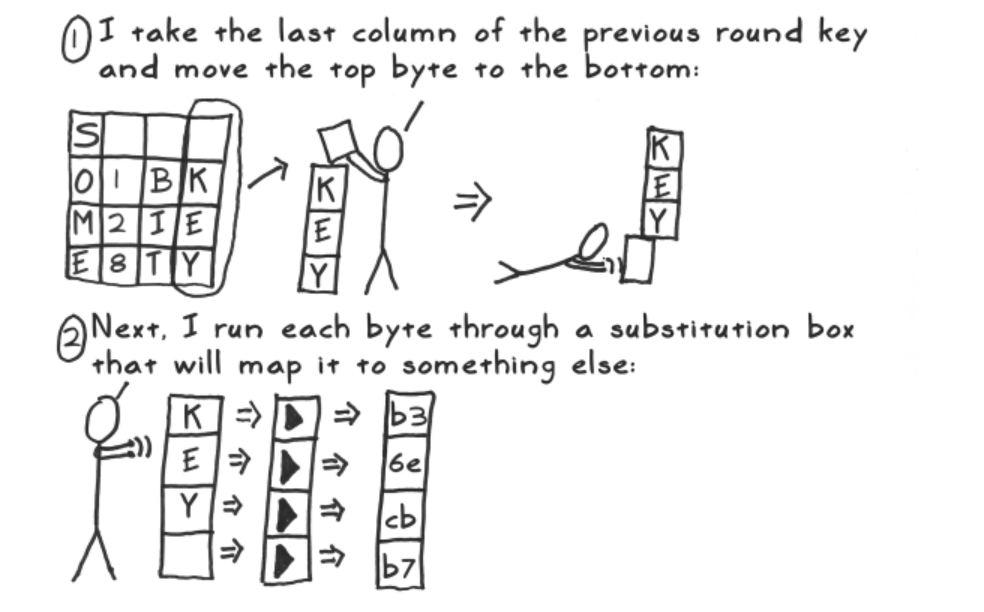 ① I take the last column of the previous round key
and move the top byte to the bottom:
S
O 1 B K
M 2 I E
E 8 T Y
K
E
Y
K
E
Y
② Next, I run each byte through a substitution box
that will map it to something else:
K b3
E 6e
Y cb
b7